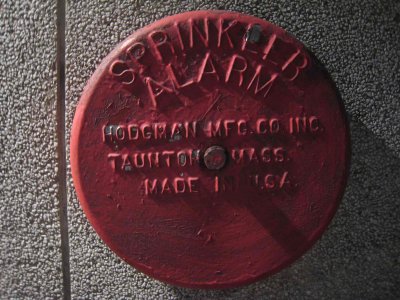 SPRINKLER
ALARM
HODGMAN MFG. CO. INC.
TAUNTON MASS.
MADE IN U.S.A.